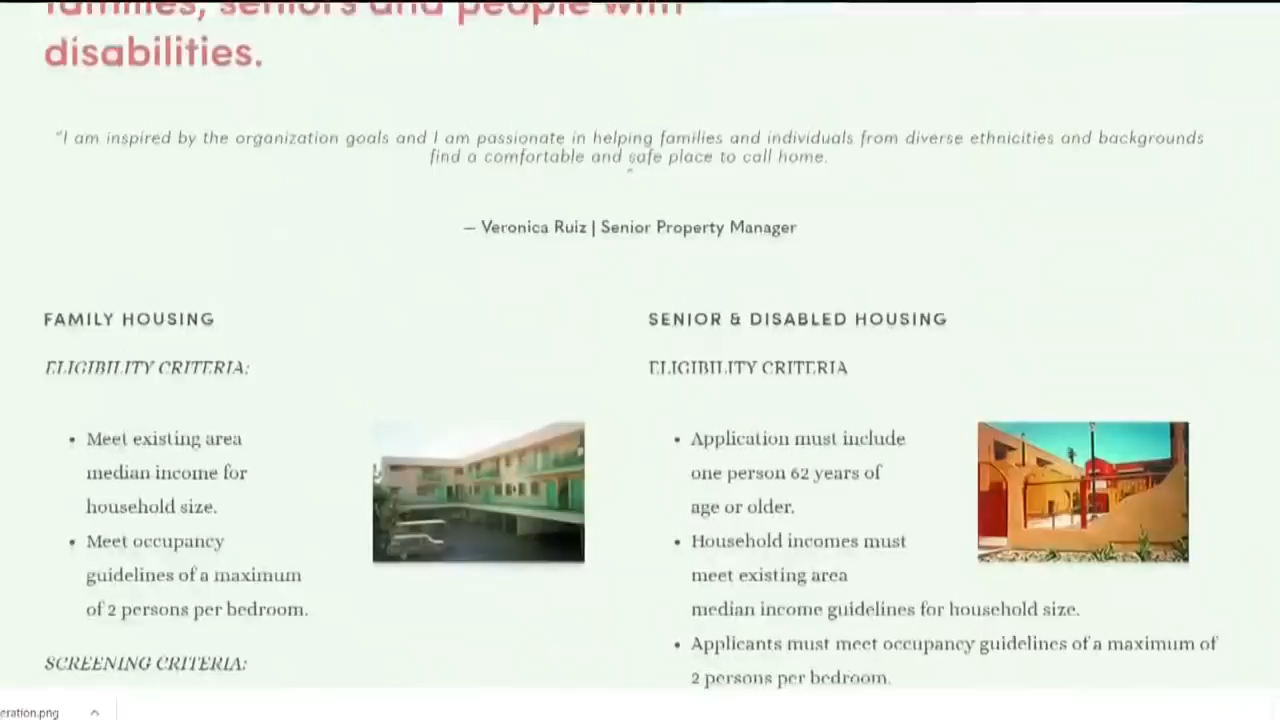 families, seniors and people with
disabilities.
"I am inspired by the organization goals and I am passionate in helping families and individuals from diverse ethnicities and backgrounds
find a comfortable and safe place to call home.
"
— Veronica Ruiz | Senior Property Manager
FAMILY HOUSING
ELIGIBILITY CRITERIA:
• Meet existing area
median income for
household size.
• Meet occupancy
guidelines of a maximum
of 2 persons per bedroom.
SCREENING CRITERIA:
SENIOR & DISABLED HOUSING
ELIGIBILITY CRITERIA
• Application must include
one person 62 years of
age or older.
• Household incomes must
meet existing area
median income guidelines for household size.
• Applicants must meet occupancy guidelines of a maximum of
2 persons per bedroom.
eration.png